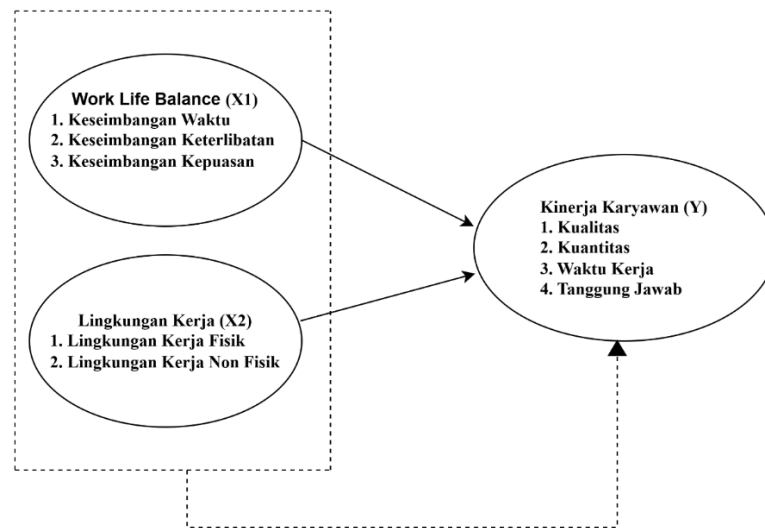 Work Life Balance (X1)
1. Keseimbangan Waktu
2. Keseimbangan Keterlibatan
3. Keseimbangan Kepuasan
Lingkungan Kerja (X2)
1. Lingkungan Kerja Fisik
2. Lingkungan Kerja Non Fisik
Kinerja Karyawan (Y)
1. Kualitas
2. Kuantitas
3. Waktu Kerja
4. Tanggung Jawab